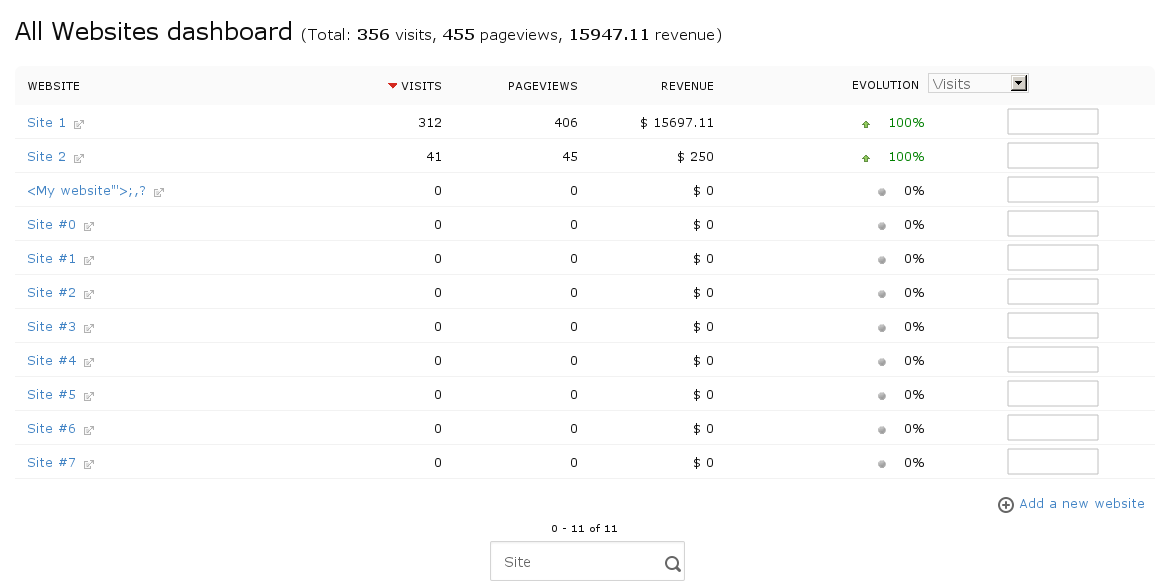 All Websites dashboard (Total: 356 visits, 455 pageviews, 15947.11 revenue)
WEBSITE VISITS PAGEVIEWS REVENUE EVOLUTION Visits
Site 1 312 406 $ 15697.11 100%
Site 2 41 45 $ 250 100%
<My website"'>;,? 0 0 $ 0 0%
Site #0 0 0 $ 0 0%
Site #1 0 0 $ 0 0%
Site #2 0 0 $ 0 0%
Site #3 0 0 $ 0 0%
Site #4 0 0 $ 0 0%
Site #5 0 0 $ 0 0%
Site #6 0 0 $ 0 0%
Site #7 0 0 $ 0 0%
Add a new website
0 - 11 of 11
Site